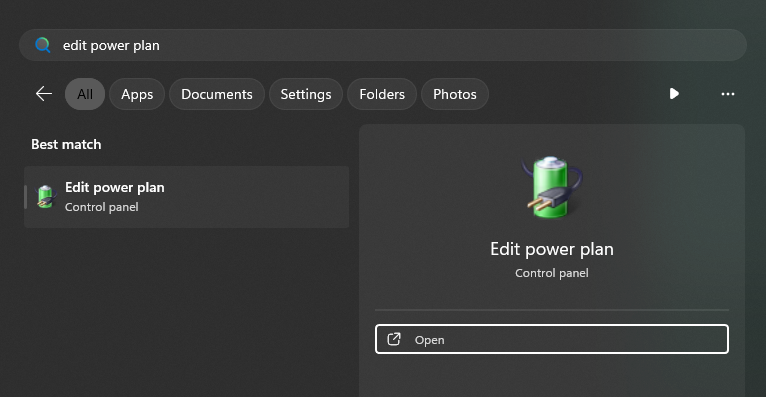 edit power plan
All Apps Documents Settings Folders Photos
Best match
Edit power plan
Control panel
Edit power plan
Control panel
Open